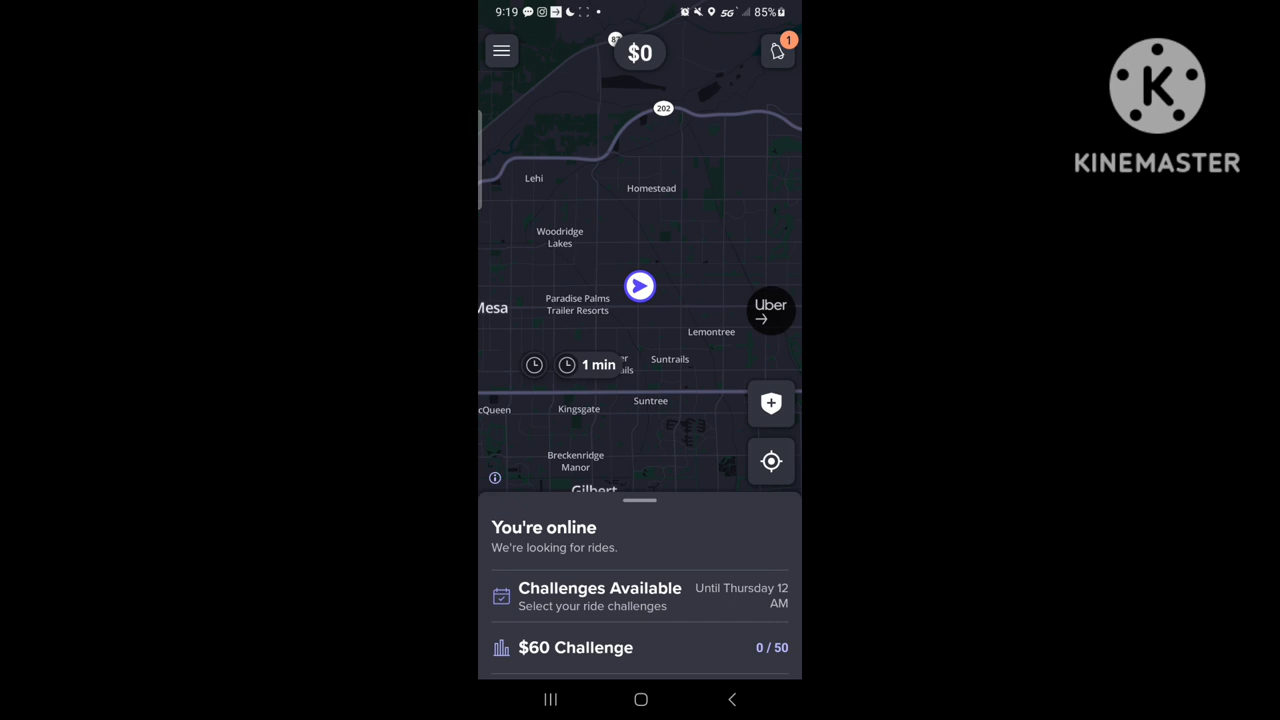 9:19
5G
85%
$0
1
K
KINEMASTER
202
Lehi
Homestead
Woodridge
Lakes
Uber
Mesa
Paradise Palms
Trailer Resorts
Lemontree
1 min
Suntrails
Suntree
cQueen
Kingsgate
Breckenridge
Manor
Gilbert
You're online
We're looking for rides.
Challenges Available
Until Thursday 12
AM
Select your ride challenges
$60 Challenge
0 / 50